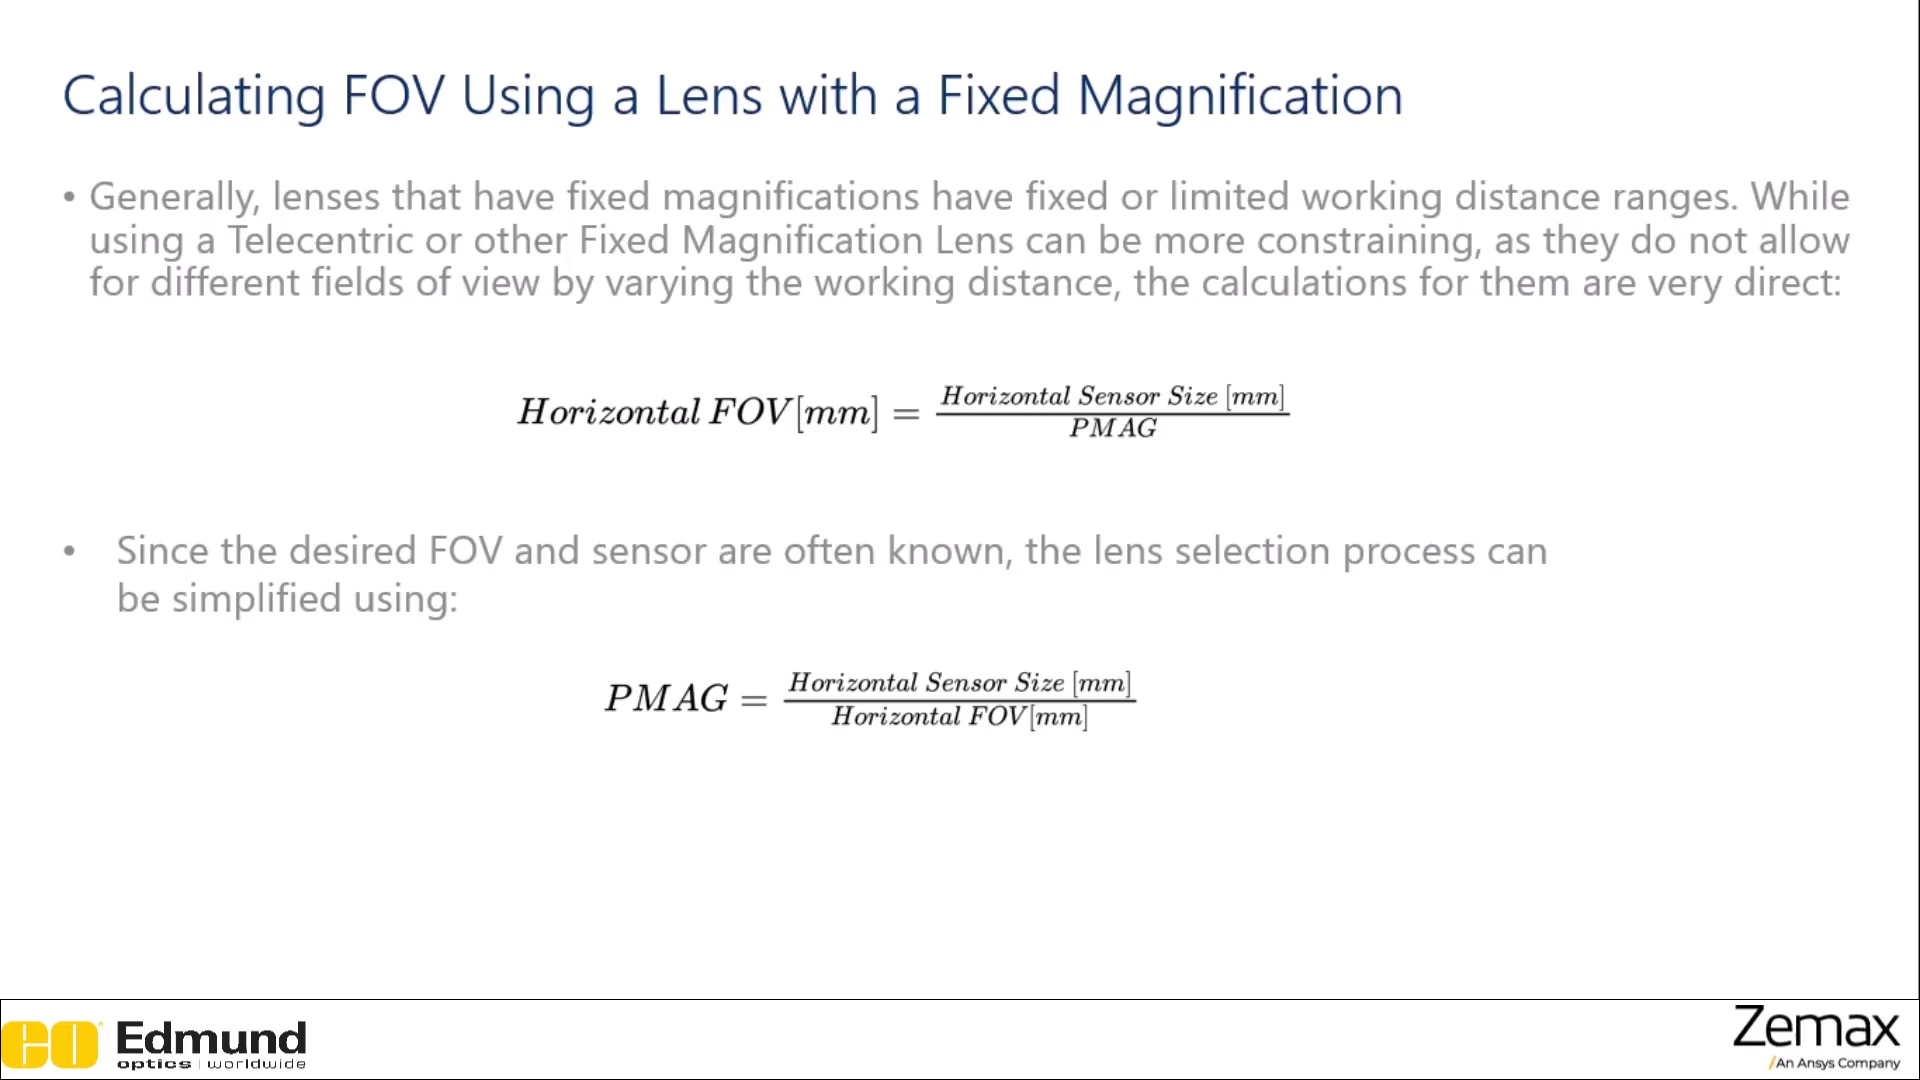 Calculating FOV Using a Lens with a Fixed Magnification
• Generally, lenses that have fixed magnifications have fixed or limited working distance ranges. While
using a Telecentric or other Fixed Magnification Lens can be more constraining, as they do not allow
for different fields of view by varying the working distance, the calculations for them are very direct:
Horizontal FOV[mm] = Horizontal Sensor Size [mm] / PMAG
• Since the desired FOV and sensor are often known, the lens selection process can
be simplified using:
PMAG = Horizontal Sensor Size [mm] / Horizontal FOV[mm]
EO Edmund
optics | worldwide
Zemax
/An Ansys Company